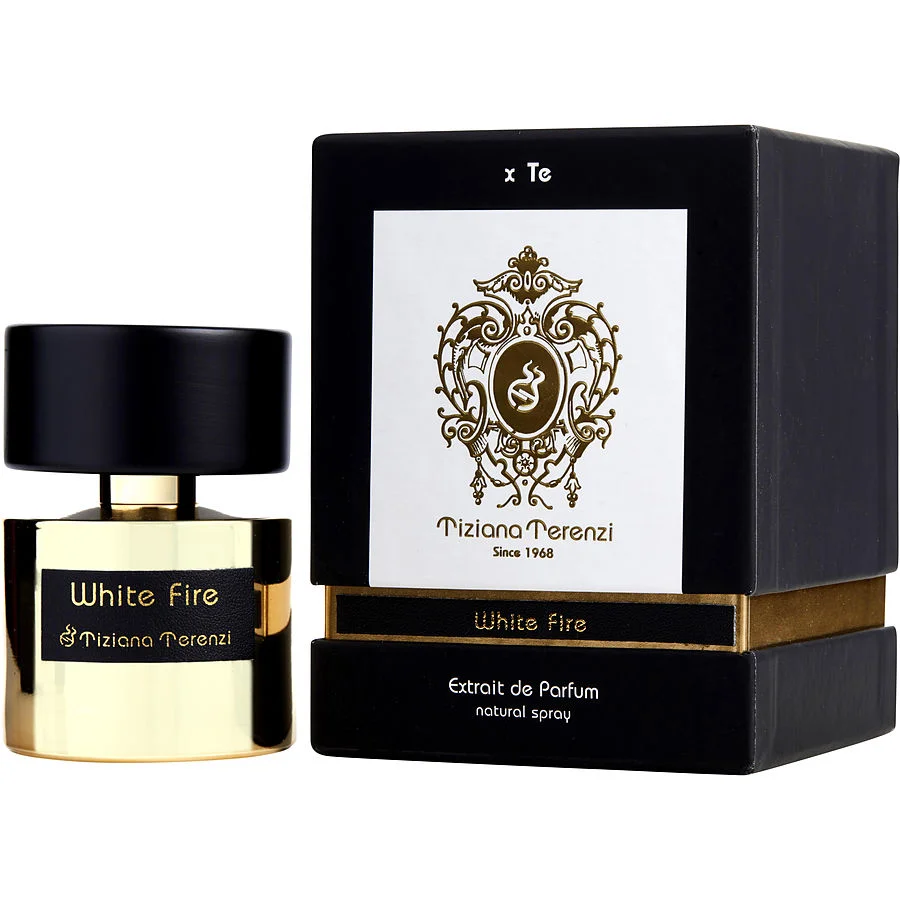 x Te
Tiziana Terenzi
Since 1968
White Fire
Extrait de Parfum
natural spray
White Fire
Tiziana Terenzi